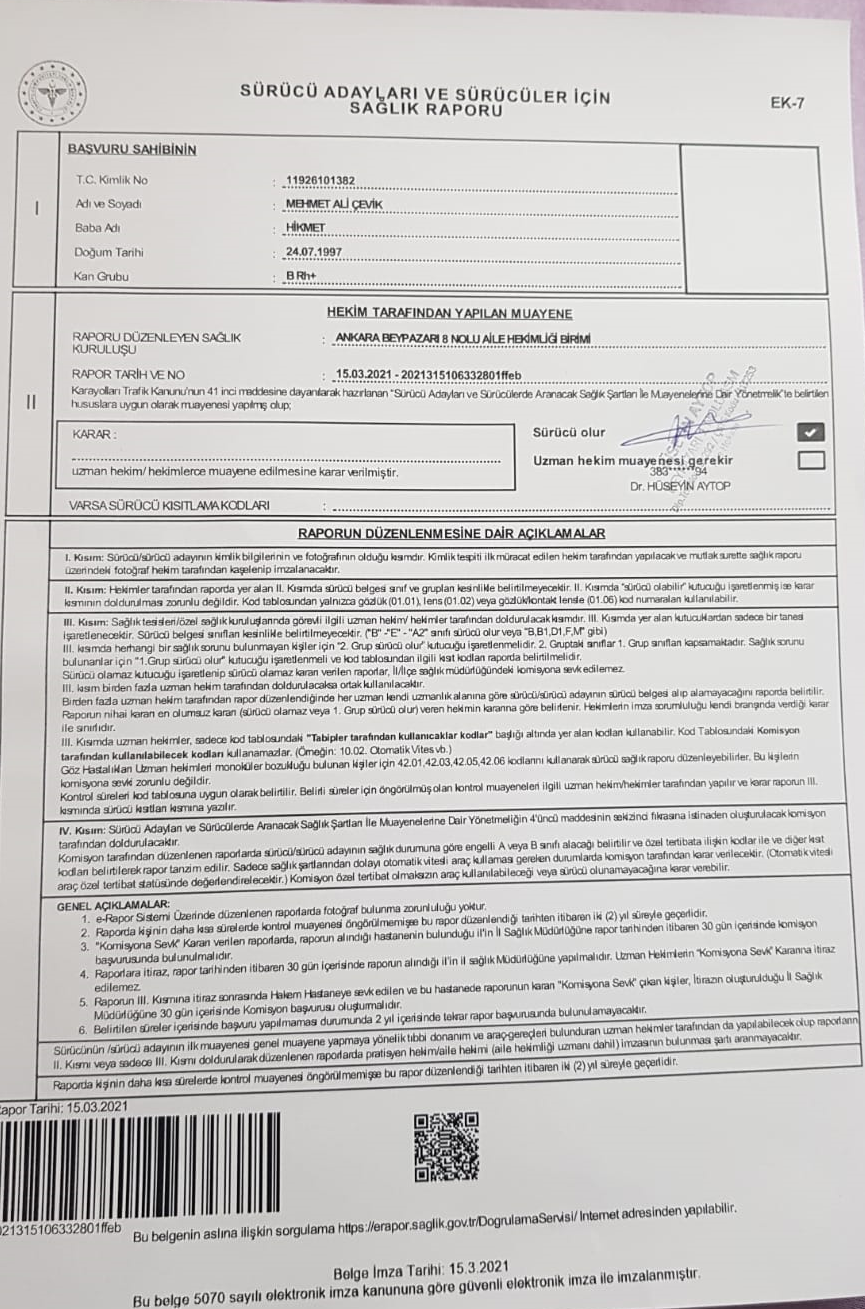 SÜRÜCÜ ADAYLARI VE SÜRÜCÜLER İÇİN
SAĞLIK RAPORU
EK-7
I
BAŞVURU SAHİBİNİN
T.C. Kimlik No : 11926101382
Adı ve Soyadı : MEHMET ALİ ÇEVİK
Baba Adı : HİKMET
Doğum Tarihi : 24.07.1997
Kan Grubu : B Rh+
II
HEKİM TARAFINDAN YAPILAN MUAYENE
RAPORU DÜZENLEYEN SAĞLIK
KURULUŞU : ANKARA BEYPAZARI 8 NOLU AİLE HEKİMLİĞİ BİRİMİ
RAPOR TARİH VE NO : 15.03.2021 - 2021315106332801ffeb
Karayolları Trafik Kanunu'nun 41 inci maddesine dayanılarak hazırlanan "Sürücü Adayları ve Sürücülerde Aranacak Sağlık Şartları İle Muayenelerine Dair Yönetmelik'te belirtilen
hususlara uygun olarak muayenesi yapılmış olup;
KARAR :
uzman hekim/ hekimlerce muayene edilmesine karar verilmiştir.
Sürücü olur
Uzman hekim muayenesi gerekir
383*****94
Dr. HÜSEYİN AYTOP
VARSA SÜRÜCÜ KISITLAMA KODLARI :
RAPORUN DÜZENLENMESİNE DAİR AÇIKLAMALAR
I. Kısım: Sürücü/sürücü adayının kimlik bilgilerinin ve fotoğrafının olduğu kısımdır. Kimlik tespiti ilk müracat edilen hekim tarafından yapılacak ve mutlak surette sağlık raporu
üzerindeki fotoğraf hekim tarafından kaşelenip imzalanacaktır.
II. Kısım: Hekimler tarafından raporda yer alan II. Kısımda sürücü belgesi sınıf ve grupları kesinlikle belirtilmeyecektir. II. Kısımda "sürücü olabilir" kutucuğu işaretlenmiş ise karar
kısmının doldurulması zorunlu değildir. Kod tablosundan yalnızca gözlük (01.01), lens (01.02) veya gözlük/kontak lensle (01.06) kod numaraları kullanılabilir.
III. Kısım: Sağlık tesisleri/özel sağlık kuruluşlarında görevli ilgili uzman hekim/ hekimler tarafından doldurulacak kısımdır. III. Kısımda yer alan kutucuklardan sadece bir tanesi
işaretlenecektir. Sürücü belgesi sınıfları kesinlikle belirtilmeyecektir. ("B" -"E" - "A2" sınıfı sürücü olur veya "B,B1,D1,F,M" gibi)
III. kısımda herhangi bir sağlık sorunu bulunmayan kişiler için "2. Grup sürücü olur" kutucuğu işaretlenmelidir. 2. Gruptaki sınıflar 1. Grup sınıfları kapsamaktadır. Sağlık sorunu
bulunanlar için "1.Grup sürücü olur" kutucuğu işaretlenmeli ve kod tablosundan ilgili kısıt kodları raporda belirtilmelidir.
Sürücü olamaz kutucuğu işaretlenip sürücü olamaz kararı verilen raporlar, İl/İlçe sağlık müdürlüğündeki komisyona sevk edilemez.
III. kısım birden fazla uzman hekim tarafından doldurulacaksa ortak kullanılacaktır.
Birden fazla uzman hekim tarafından rapor düzenlendiğinde her uzman kendi uzmanlık alanına göre sürücü/sürücü adayının sürücü belgesi alıp alamayacağını raporda belirtilir.
Raporun nihai kararı en olumsuz kararı (sürücü olamaz veya 1. Grup sürücü olur) veren hekimin kararına göre belirlenir. Hekimlerin imza sorumluluğu kendi branşında verdiği karar
ile sınırlıdır.
III. Kısımda uzman hekimler, sadece kod tablosundaki "Tabipler tarafından kullanıcaklar kodlar" başlığı altında yer alan kodları kullanabilir. Kod Tablosundaki Komisyon
tarafından kullanılabilecek kodları kullanamazlar. (Örneğin: 10.02. Otomatik Vites vb.)
Göz Hastalıkları Uzman hekimleri monoküler bozukluğu bulunan kişiler için 42.01,42.03,42.05,42.06 kodlarını kullanarak sürücü sağlık raporu düzenleyebilirler. Bu kişilerin
komisyona sevki zorunlu değildir.
Kontrol süreleri kod tablosuna uygun olarak belirtilir. Belirli süreler için öngörülmüş olan kontrol muayeneleri ilgili uzman hekim/hekimler tarafından yapılır ve karar raporun III.
kısmında sürücü kısıtları kısmına yazılır.
IV. Kısım: Sürücü Adayları ve Sürücülerde Aranacak Sağlık Şartları İle Muayenelerine Dair Yönetmeliğin 4'üncü maddesinin sekizinci fıkrasına istinaden oluşturulacak komisyon
tarafından doldurulacaktır.
Komisyon tarafından düzenlenen raporlarda sürücü/sürücü adayının sağlık durumuna göre engelli A veya B sınıfı alacağı belirtilir ve özel tertibata ilişkin kodlar ile ve diğer kısıt
kodları belirtilerek rapor tanzim edilir. Sadece sağlık şartlarından dolayı otomatik vitesli araç kullaması gereken durumlarda komisyon tarafından karar verilecektir. (Otomatik vitesli
araç özel tertibat statüsünde değerlendirelecektir.) Komisyon özel tertibat olmaksızın araç kullanılabileceği veya sürücü olunamayacağına karar verebilir.
GENEL AÇIKLAMALAR:
1. e-Rapor Sistemi Üzerinde düzenlenen raporlarda fotoğraf bulunma zorunluluğu yoktur.
2. Raporda kişinin daha kısa sürelerde kontrol muayenesi öngörülmemişse bu rapor düzenlendiği tarihten itibaren iki (2) yıl süreyle geçerlidir.
3. "Komisyona Sevk" Kararı verilen raporlarda, raporun alındığı hastanenin bulunduğu il'in İl Sağlık Müdürlüğüne rapor tarihinden itibaren 30 gün içerisinde komisyon
başvurusunda bulunulmalıdır.
4. Raporlara itiraz, rapor tarihinden itibaren 30 gün içerisinde raporun alındığı il'in il sağlık Müdürlüğüne yapılmalıdır. Uzman Hekimlerin "Komisyona Sevk" Kararına itiraz
edilemez.
5. Raporun III. Kısmına itiraz sonrasında Hakem Hastaneye sevk edilen ve bu hastanede raporunun kararı "Komisyona Sevk" çıkan kişiler, İtirazın oluşturulduğu İl Sağlık
Müdürlüğüne 30 gün içerisinde Komisyon başvurusu oluşturmalıdır.
6. Belirtilen süreler içerisinde başvuru yapılmaması durumunda 2 yıl içerisinde tekrar rapor başvurusunda bulunulamayacaktır.
Sürücünün /sürücü adayının ilk muayenesi genel muayene yapmaya yönelik tıbbi donanım ve araç-gereçleri bulunduran uzman hekimler tarafından da yapılabilecek olup raporların
II. Kısmı veya sadece III. Kısmı doldurularak düzenlenen raporlarda pratisyen hekim/aile hekimi (aile hekimliği uzmanı dahil) imzasının bulunması şartı aranmayacaktır.
Raporda kişinin daha kısa sürelerde kontrol muayenesi öngörülmemişse bu rapor düzenlendiği tarihten itibaren iki (2) yıl süreyle geçerlidir.
apor Tarihi: 15.03.2021
021315106332801ffeb
Bu belgenin aslına ilişkin sorgulama https://erapor.saglik.gov.tr/DogrulamaServisi/ Internet adresinden yapılabilir.
Belge İmza Tarihi: 15.3.2021
Bu belge 5070 sayılı elektronik imza kanununa göre güvenli elektronik imza ile imzalanmıştır.